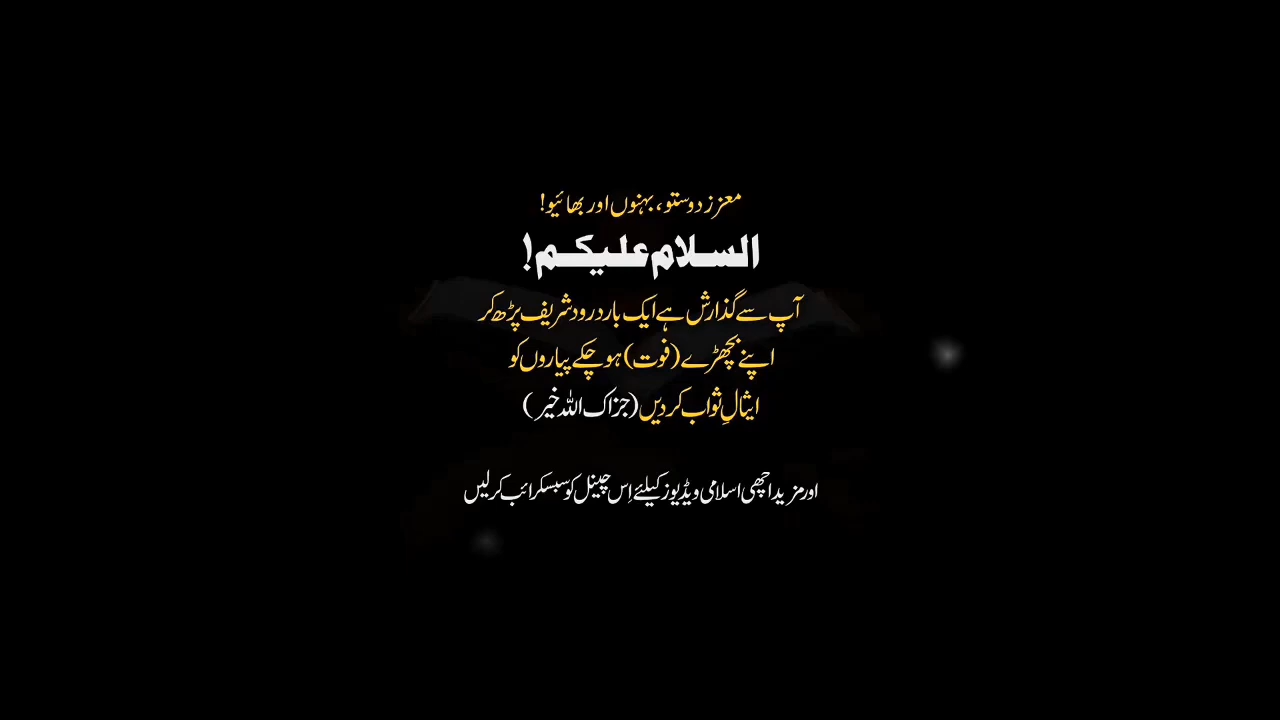 معزز دوستو، بہنوں اور بھائیو!
السلام علیکم!
آپ سے گذارش ہے ایک بار درود شریف پڑھ کر
اپنے بچھڑے (فوت) ہو چکے پیاروں کو
ایثالِ ثواب کر دیں (جزاک اللہ خیر)
اور مزید اچھی اسلامی ویڈیوز کیلئے اِس چینل کو سبسکرائب کر لیں